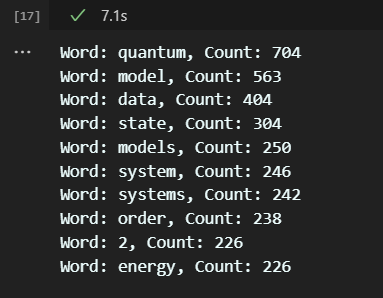 [17]
7.1s
...
Word: quantum, Count: 704
Word: model, Count: 563
Word: data, Count: 404
Word: state, Count: 304
Word: models, Count: 250
Word: system, Count: 246
Word: systems, Count: 242
Word: order, Count: 238
Word: 2, Count: 226
Word: energy, Count: 226